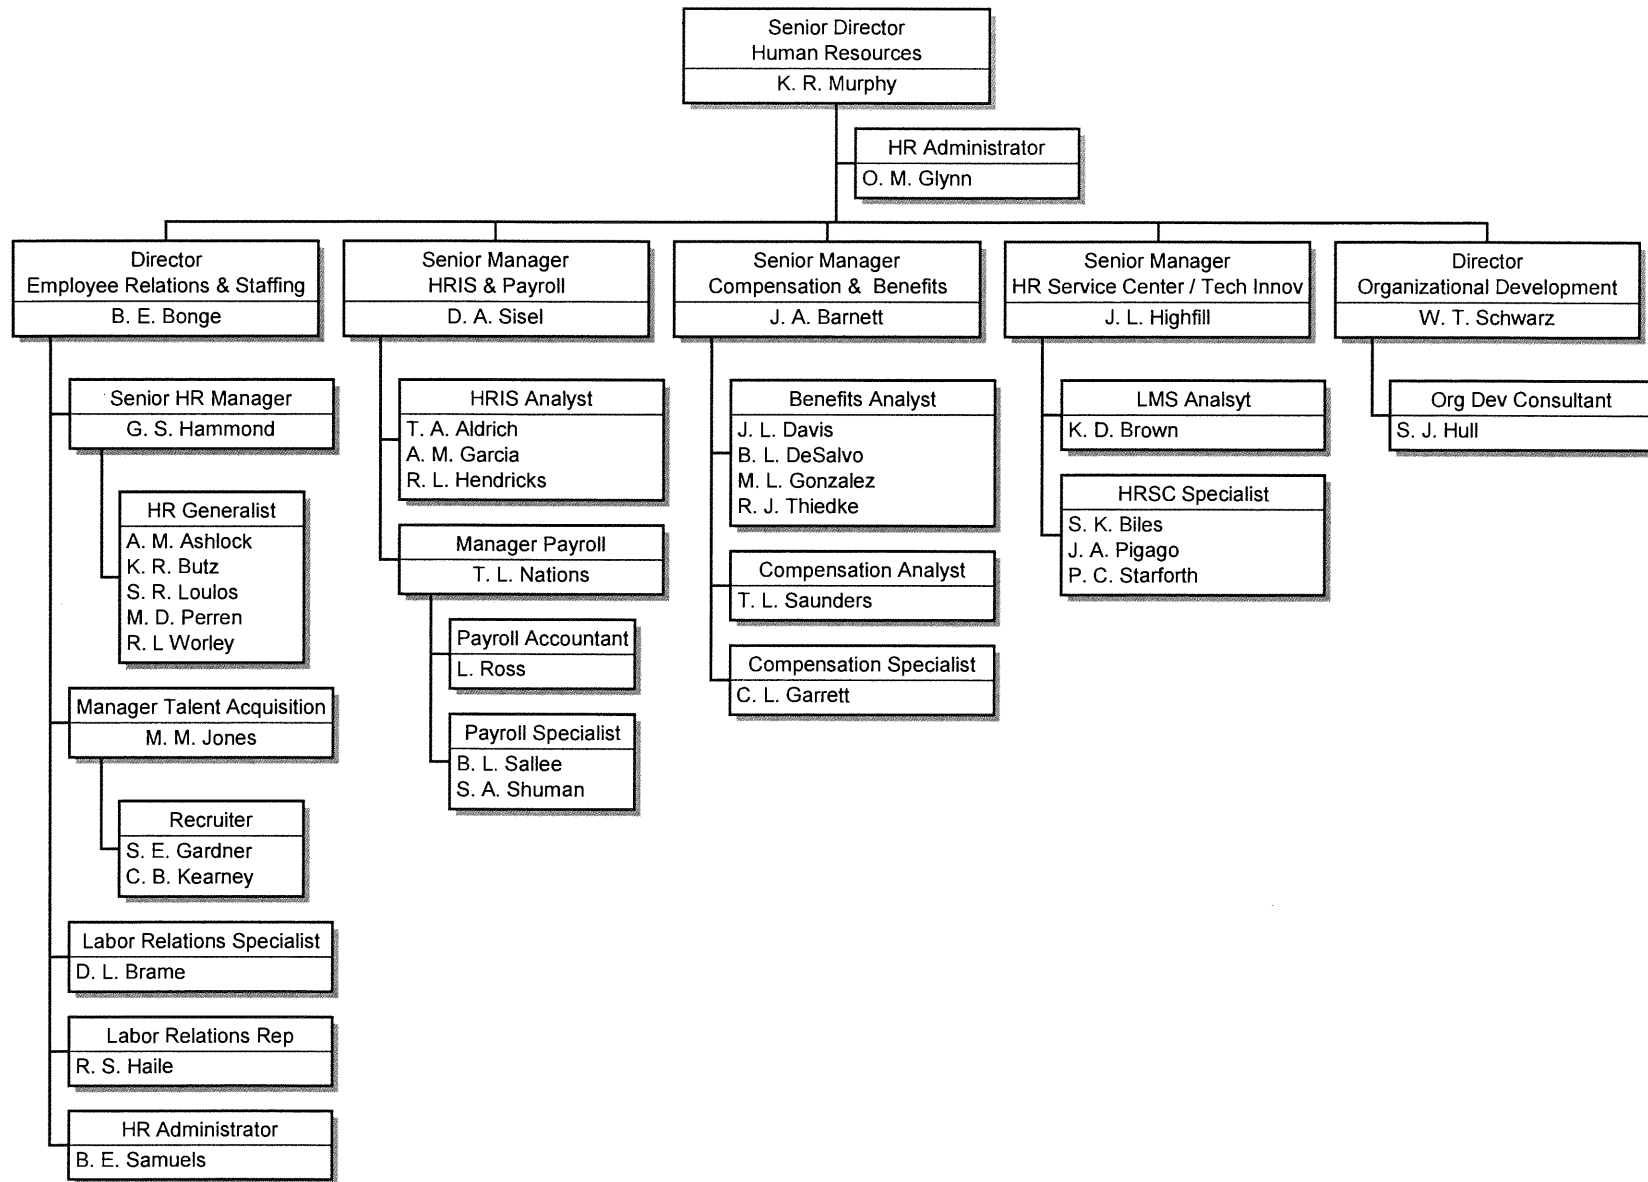 Senior Director
Human Resources
K. R. Murphy
HR Administrator
O. M. Glynn
Director
Employee Relations & Staffing
B. E. Bonge
Senior HR Manager
G. S. Hammond
HR Generalist
A. M. Ashlock
K. R. Butz
S. R. Loulos
M. D. Perren
R. L Worley
Manager Talent Acquisition
M. M. Jones
Recruiter
S. E. Gardner
C. B. Kearney
Labor Relations Specialist
D. L. Brame
Labor Relations Rep
R. S. Haile
HR Administrator
B. E. Samuels
Senior Manager
HRIS & Payroll
D. A. Sisel
HRIS Analyst
T. A. Aldrich
A. M. Garcia
R. L. Hendricks
Manager Payroll
T. L. Nations
Payroll Accountant
L. Ross
Payroll Specialist
B. L. Sallee
S. A. Shuman
Senior Manager
Compensation & Benefits
J. A. Barnett
Benefits Analyst
J. L. Davis
B. L. DeSalvo
M. L. Gonzalez
R. J. Thiedke
Compensation Analyst
T. L. Saunders
Compensation Specialist
C. L. Garrett
Senior Manager
HR Service Center / Tech Innov
J. L. Highfill
LMS Analsyt
K. D. Brown
HRSC Specialist
S. K. Biles
J. A. Pigago
P. C. Starforth
Director
Organizational Development
W. T. Schwarz
Org Dev Consultant
S. J. Hull